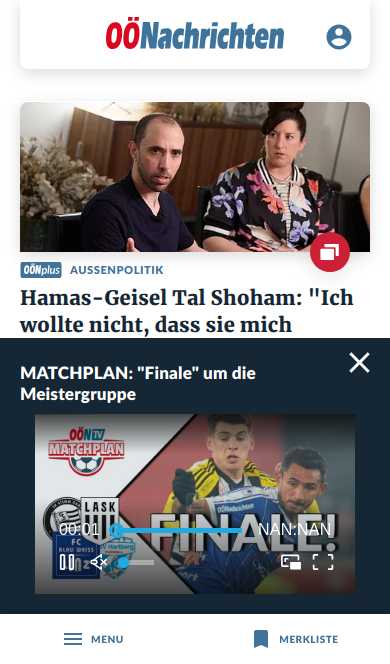 OÖNachrichten
OÖNplus AUSSENPOLITIK
Hamas-Geisel Tal Shoham: "Ich
wollte nicht, dass sie mich
MATCHPLAN: "Finale" um die
Meistergruppe
OÖN TV
MATCHPLAN
LASK
FC
BLAU WEISS
Hartberg
FINALE!
00:01
NAN:NAN
MENU
MERKLISTE